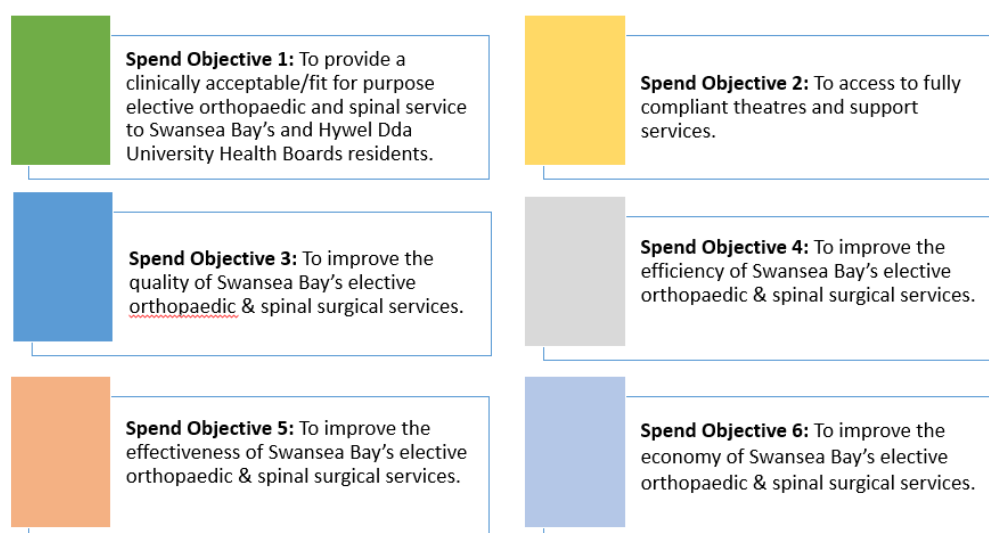 Spend Objective 1: To provide a
clinically acceptable/fit for purpose
elective orthopaedic and spinal service
to Swansea Bay's and Hywel Dda
University Health Boards residents.
Spend Objective 2: To access to fully
compliant theatres and support
services.
Spend Objective 3: To improve the
quality of Swansea Bay's elective
orthopaedic & spinal surgical services.
Spend Objective 4: To improve the
efficiency of Swansea Bay's elective
orthopaedic & spinal surgical services.
Spend Objective 5: To improve the
effectiveness of Swansea Bay's elective
orthopaedic & spinal surgical services.
Spend Objective 6: To improve the
economy of Swansea Bay's elective
orthopaedic & spinal surgical services.